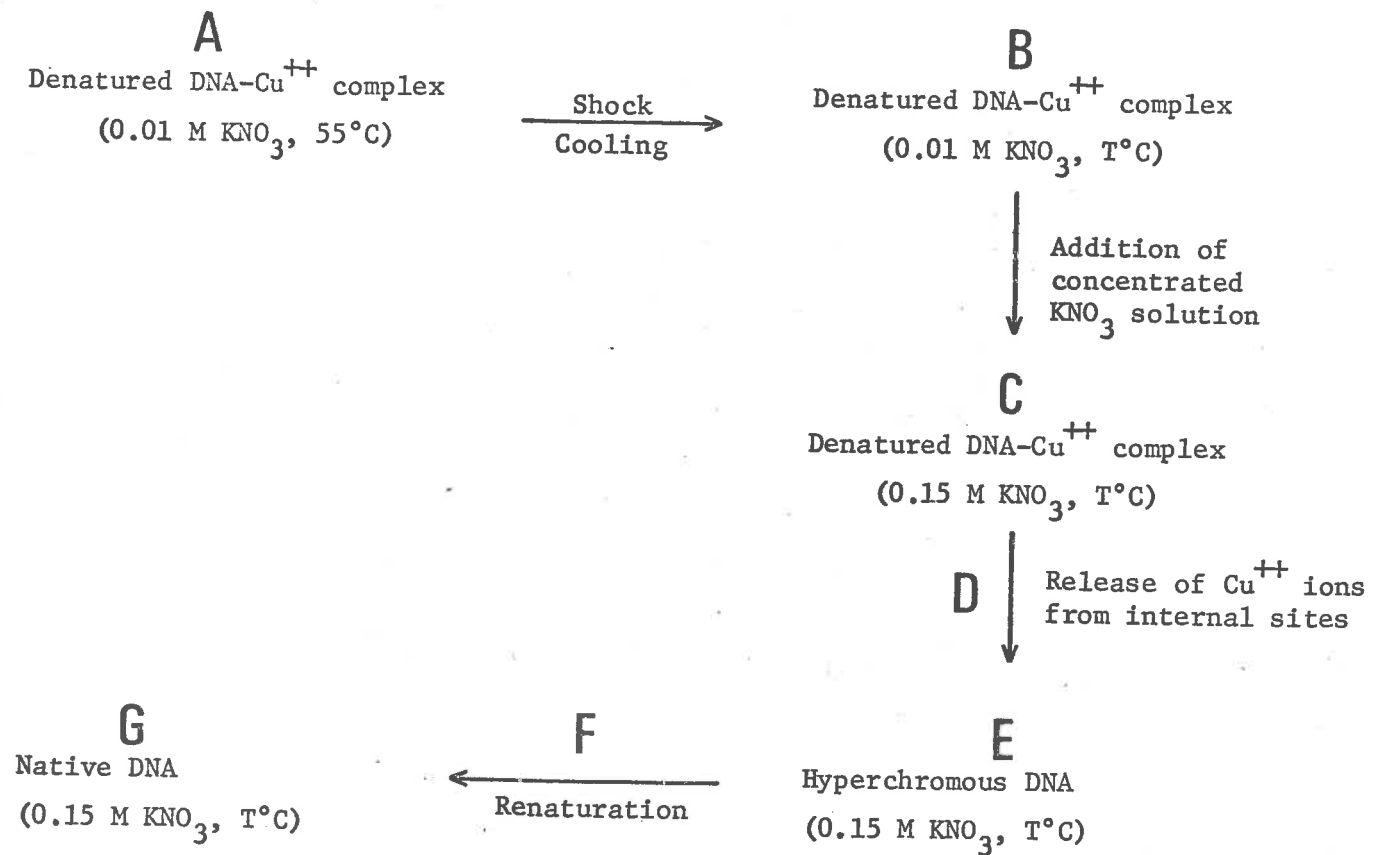 A
Denatured DNA-Cu++ complex
(0.01 M KNO3, 55°C)
Shock
Cooling
B
Denatured DNA-Cu++ complex
(0.01 M KNO3, T°C)
Addition of
concentrated
KNO3 solution
C
Denatured DNA-Cu++ complex
(0.15 M KNO3, T°C)
D
Release of Cu++ ions
from internal sites
E
Hyperchromous DNA
(0.15 M KNO3, T°C)
F
Renaturation
G
Native DNA
(0.15 M KNO3, T°C)